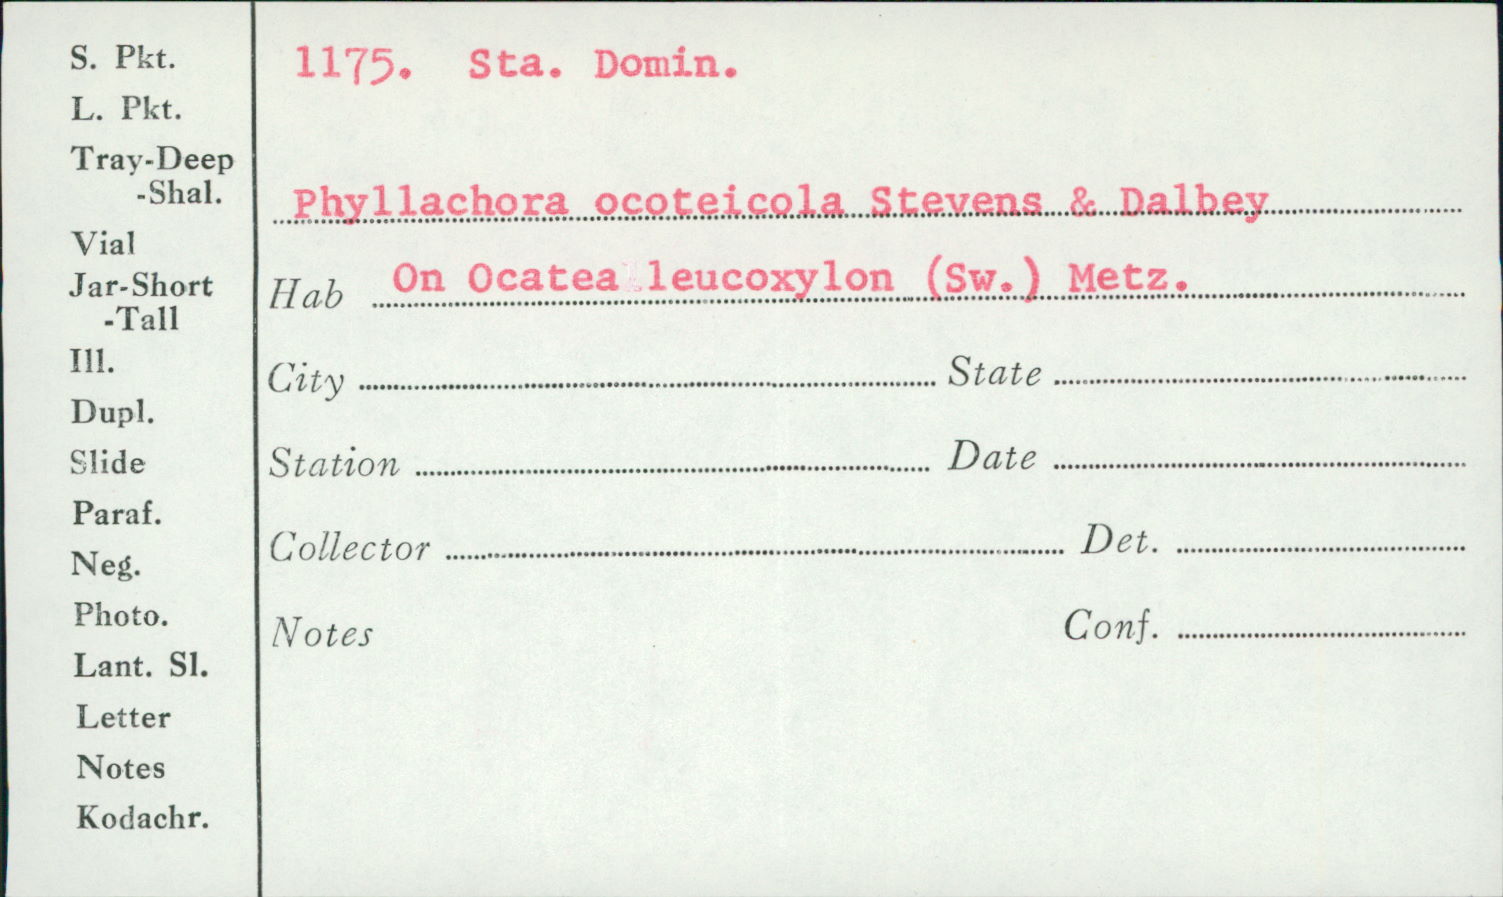 S. Pkt.
L. Pkt.
Tray-Deep
-Shal.
Vial
Jar-Short
-Tall
Ill.
Dupl.
Slide
Paraf.
Neg.
Photo.
Lant. Sl.
Letter
Notes
Kodachr.
1175. Sta. Domin.
Phyllachora ocoteicola Stevens & Dalbey
Hab On Ocatea leucoxylon (Sw.) Metz.
City State
Station Date
Collector Det.
Notes Conf.